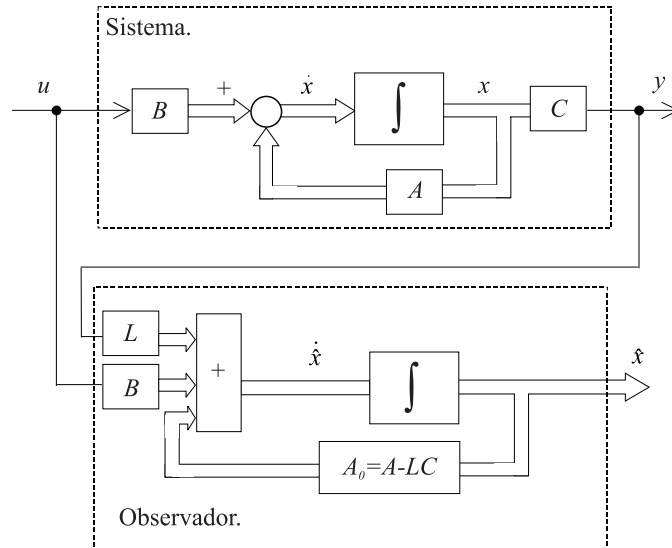 Sistema.
u
B
+
ẋ
∫
x
C
y
A
L
B
+
x̂̇
∫
x̂
A₀=A-LC
Observador.